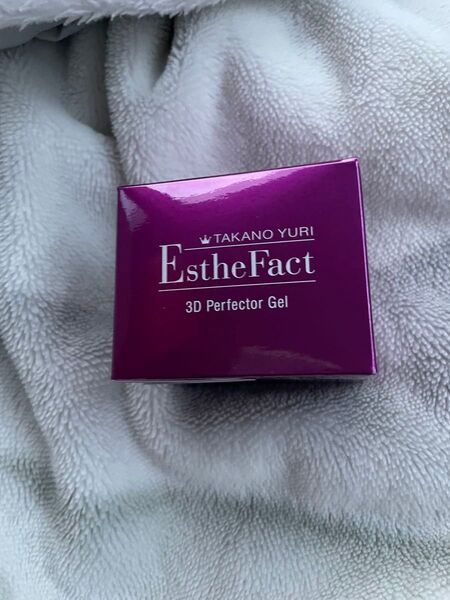 TAKANO YURI
EstheFact
3D Perfector Gel